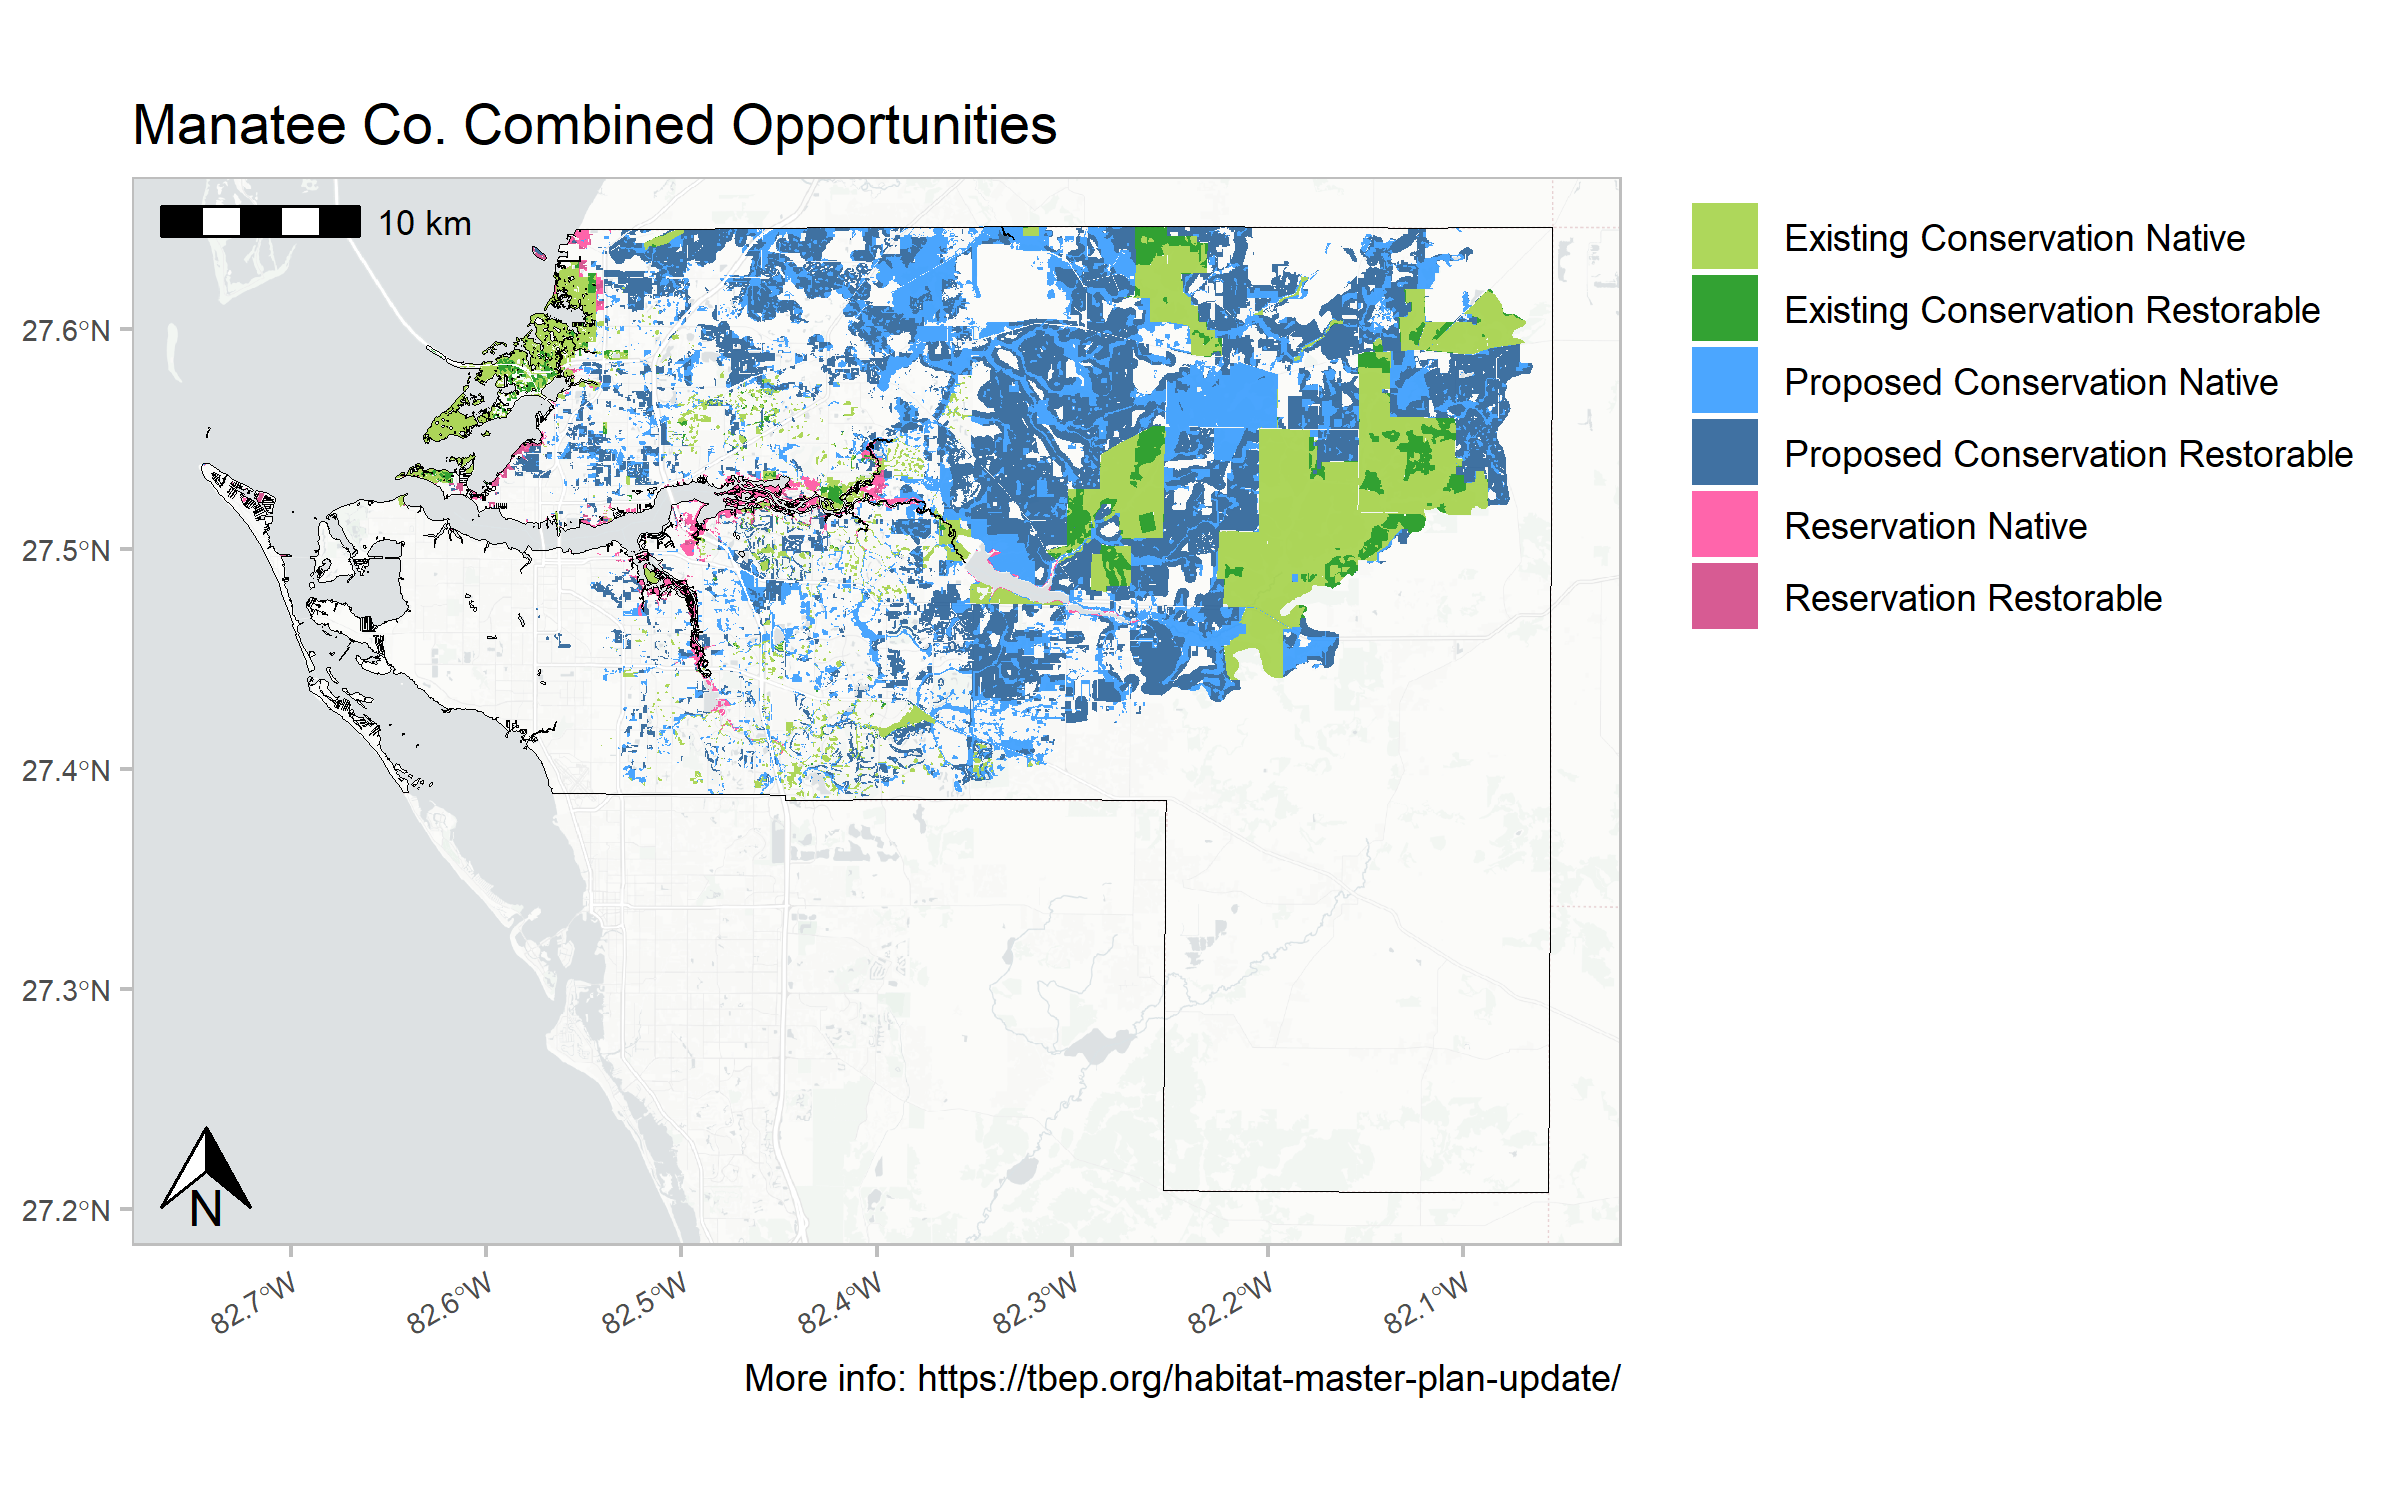 Manatee Co. Combined Opportunities
10 km
Existing Conservation Native
Existing Conservation Restorable
Proposed Conservation Native
Proposed Conservation Restorable
Reservation Native
Reservation Restorable
27.6°N
27.5°N
27.4°N
27.3°N
27.2°N
N
82.7°W
82.6°W
82.5°W
82.4°W
82.3°W
82.2°W
82.1°W
More info: https://tbep.org/habitat-master-plan-update/